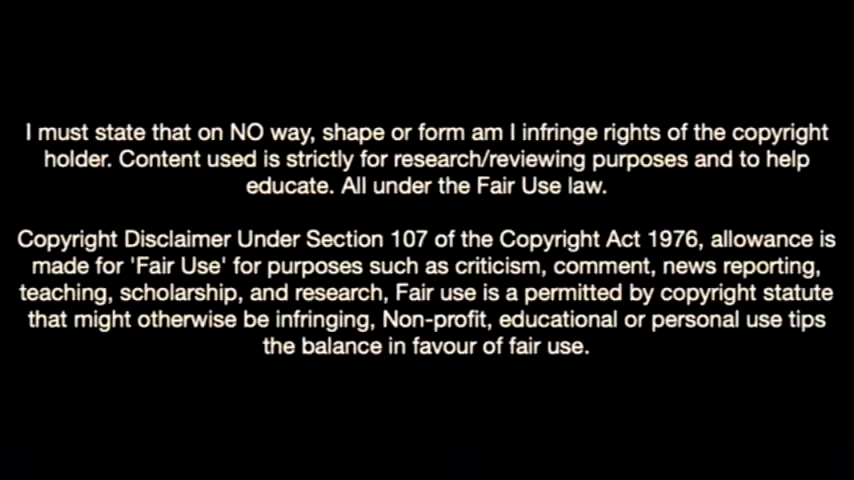 I must state that on NO way, shape or form am I infringe rights of the copyright
holder. Content used is strictly for research/reviewing purposes and to help
educate. All under the Fair Use law.
Copyright Disclaimer Under Section 107 of the Copyright Act 1976, allowance is
made for 'Fair Use' for purposes such as criticism, comment, news reporting,
teaching, scholarship, and research, Fair use is a permitted by copyright statute
that might otherwise be infringing, Non-profit, educational or personal use tips
the balance in favour of fair use.